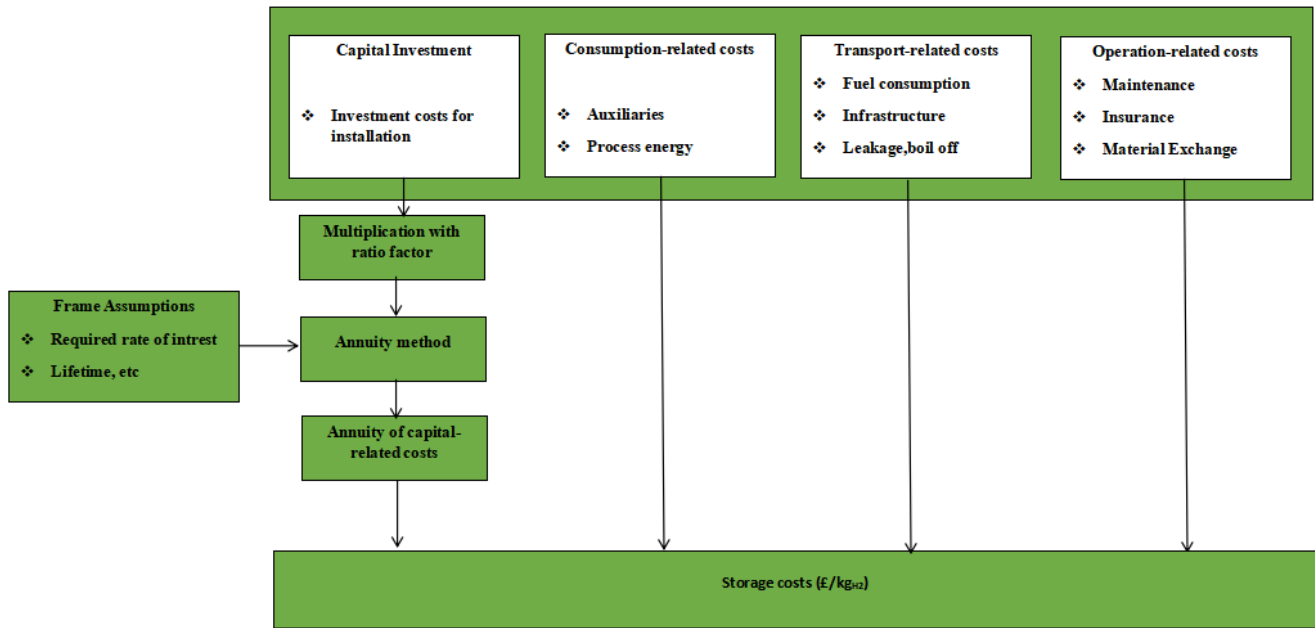 Capital Investment
❖ Investment costs for
installation
Consumption-related costs
❖ Auxiliaries
❖ Process energy
Transport-related costs
❖ Fuel consumption
❖ Infrastructure
❖ Leakage,boil off
Operation-related costs
❖ Maintenance
❖ Insurance
❖ Material Exchange
Multiplication with
ratio factor
Frame Assumptions
❖ Required rate of intrest
❖ Lifetime, etc
Annuity method
Annuity of capital-
related costs
Storage costs (£/kgH2)